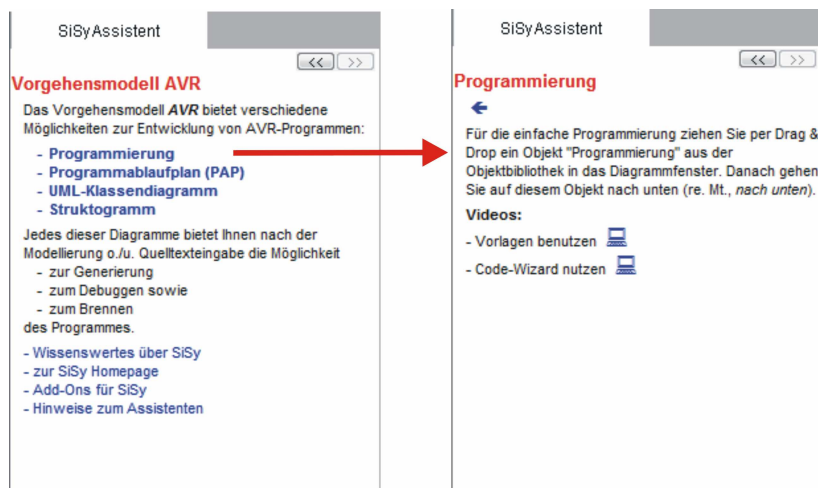 SiSy Assistent
<< >>
Vorgehensmodell AVR
Das Vorgehensmodell AVR bietet verschiedene
Möglichkeiten zur Entwicklung von AVR-Programmen:
- Programmierung
- Programmablaufplan (PAP)
- UML-Klassendiagramm
- Struktogramm
Jedes dieser Diagramme bietet Ihnen nach der
Modellierung o./u. Quelltexteingabe die Möglichkeit
- zur Generierung
- zum Debuggen sowie
- zum Brennen
des Programmes.
- Wissenswertes über SiSy
- zur SiSy Homepage
- Add-Ons für SiSy
- Hinweise zum Assistenten
SiSy Assistent
<< >>
Programmierung
Für die einfache Programmierung ziehen Sie per Drag &
Drop ein Objekt "Programmierung" aus der
Objektbibliothek in das Diagrammfenster. Danach gehen
Sie auf diesem Objekt nach unten (re. Mt., nach unten).
Videos:
- Vorlagen benutzen
- Code-Wizard nutzen